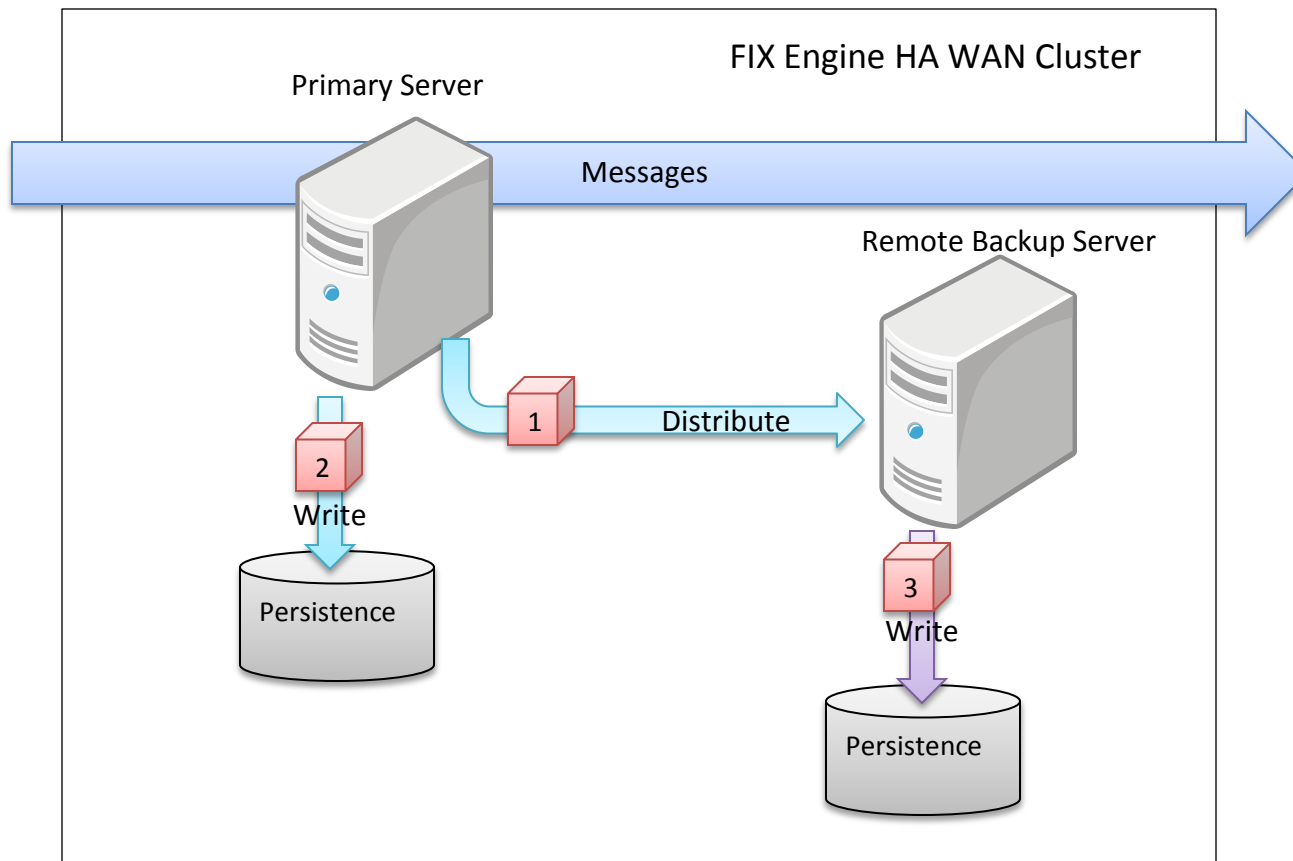 FIX Engine HA WAN Cluster
Primary Server
Messages
Remote Backup Server
1
Distribute
2
Write
3
Write
Persistence
Persistence